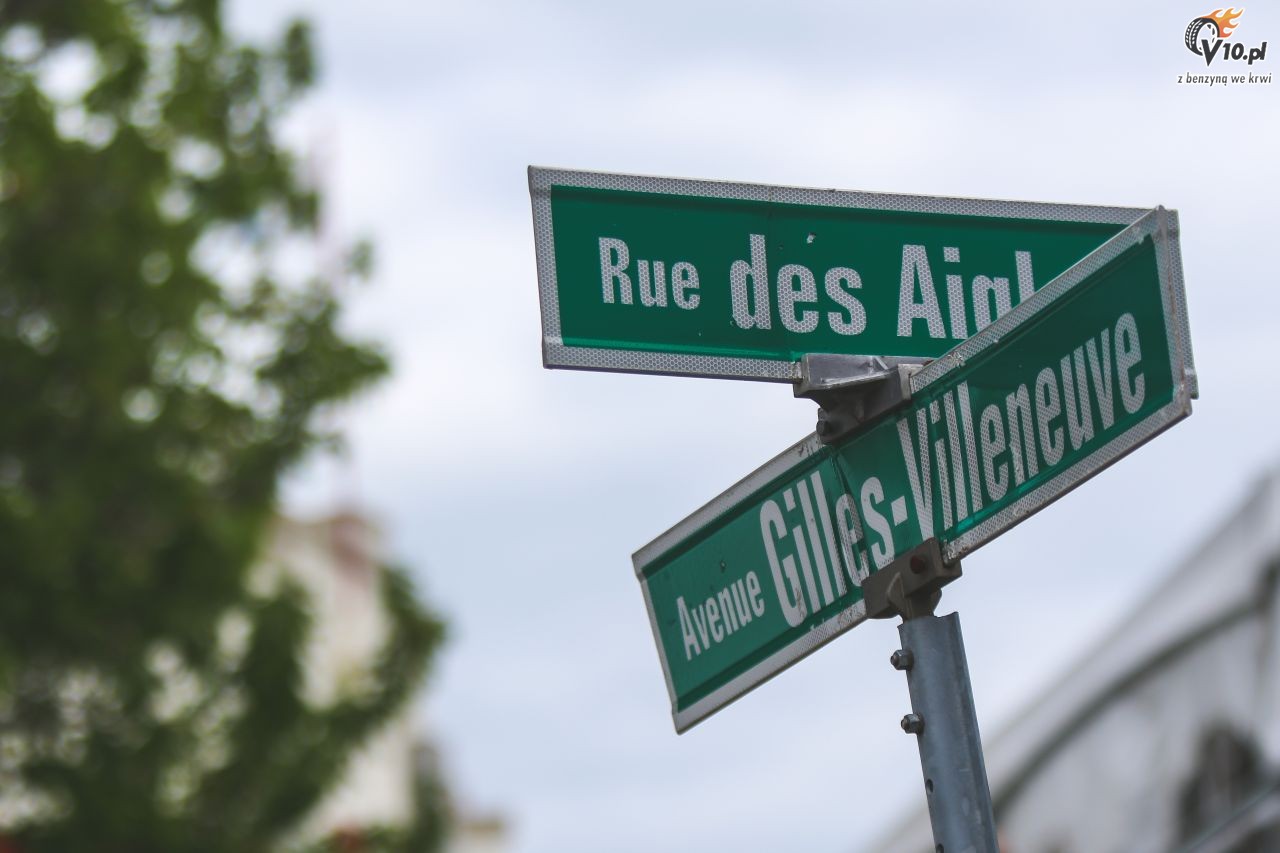 V10.pl
z benzyną we krwi
Rue des
Avenue Gilles-Villeneuve